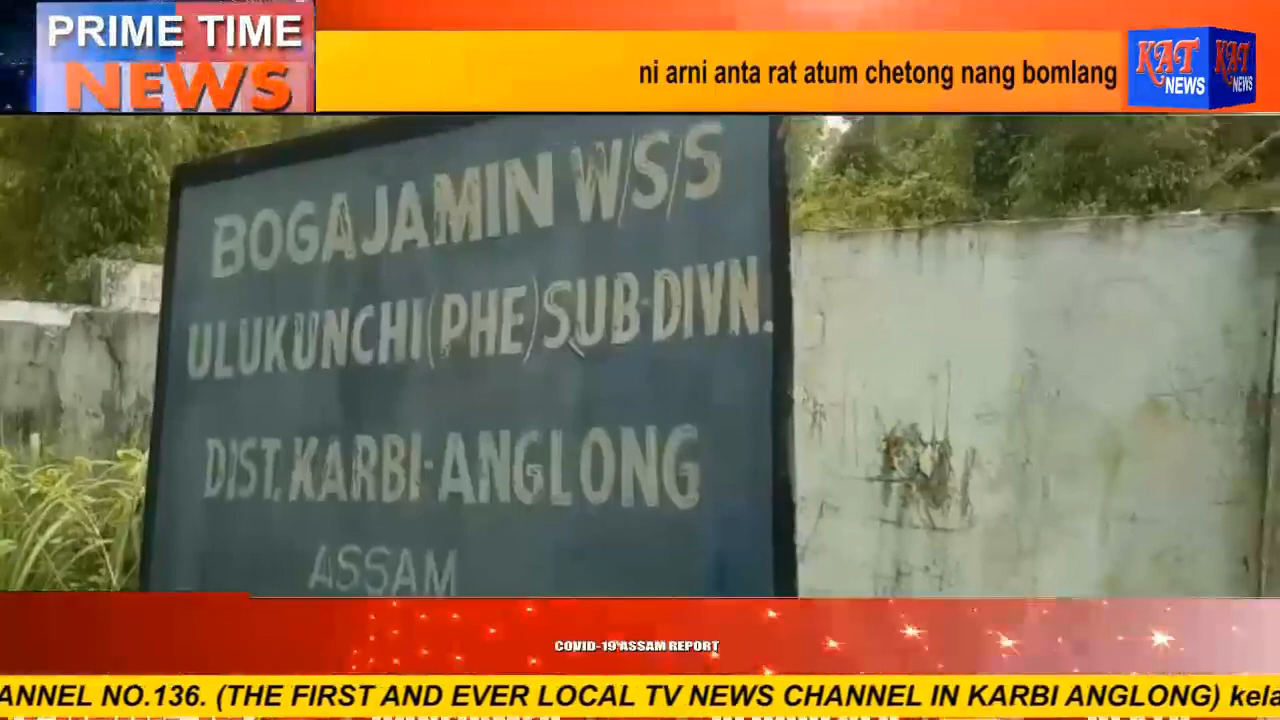 PRIME TIME
NEWS
ni arni anta rat atum chetong nang bomlang
KAT
NEWS
KAT
NEWS
BOGAJAMIN W/S/S
ULUKUNCHI(PHE)SUB-DIVN.
DIST. KARBI-ANGLONG
ASSAM
COVID-19 ASSAM REPORT
ANNEL NO.136. (THE FIRST AND EVER LOCAL TV NEWS CHANNEL IN KARBI ANGLONG) kela